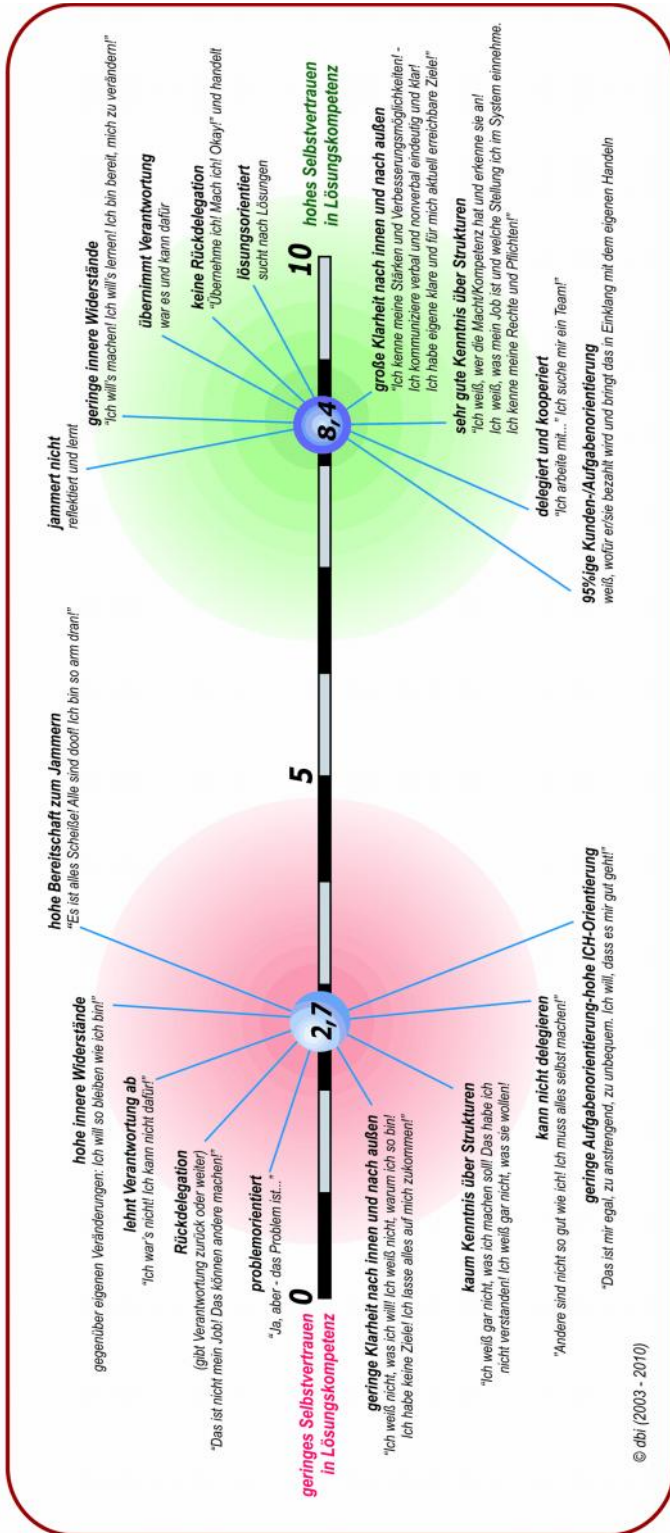 hohe Bereitschaft zum Jammern
"Es ist alles Scheiße! Alle sind doof! Ich bin so arm dran!"
hohe innere Widerstände
gegenüber eigenen Veränderungen: Ich will so bleiben wie ich bin!"
lehnt Verantwortung ab
"Ich war's nicht! Ich kann nicht dafür!"
Rückdelegation
(gibt Verantwortung zurück oder weiter)
"Das ist nicht mein Job! Das können andere machen!"
problemorientiert
"Ja, aber - das Problem ist..."
jammert nicht
reflektiert und lernt
geringe innere Widerstände
"Ich will's machen! Ich will's lernen! Ich bin bereit, mich zu verändern!"
übernimmt Verantwortung
war es und kann dafür
keine Rückdelegation
"Übernehme ich! Mach ich! Okay!" und handelt
lösungsorientiert
sucht nach Lösungen
geringes Selbstvertrauen
in Lösungskompetenz
0
2,7
5
8,4
10
hohes Selbstvertrauen
in Lösungskompetenz
geringe Klarheit nach innen und nach außen
"Ich weiß nicht, was ich will! Ich weiß nicht, warum ich so bin!
Ich habe keine Ziele! Ich lasse alles auf mich zukommen!"
kaum Kenntnis über Strukturen
"Ich weiß gar nicht, was ich machen soll! Das habe ich
nicht verstanden! Ich weiß gar nicht, was sie wollen!
kann nicht delegieren
"Andere sind nicht so gut wie ich! Ich muss alles selbst machen!"
geringe Aufgabenorientierung-hohe ICH-Orientierung
"Das ist mir egal, zu anstrengend, zu unbequem. Ich will, dass es mir gut geht!"
große Klarheit nach innen und nach außen
"Ich kenne meine Stärken und Verbesserungsmöglichkeiten! -
Ich kommuniziere verbal und nonverbal eindeutig und klar!
Ich habe eigene klare und für mich aktuell erreichbare Ziele!"
sehr gute Kenntnis über Strukturen
"Ich weiß, wer die Macht/Kompetenz hat und erkenne sie an!
Ich weiß, was mein Job ist und welche Stellung ich im System einnehme.
Ich kenne meine Rechte und Pflichten!"
delegiert und kooperiert
"Ich arbeite mit..." Ich suche mir ein Team!"
95%ige Kunden-/Aufgabenorientierung
weiß, wofür er/sie bezahlt wird und bringt das in Einklang mit dem eigenen Handeln
© dbi (2003 - 2010)